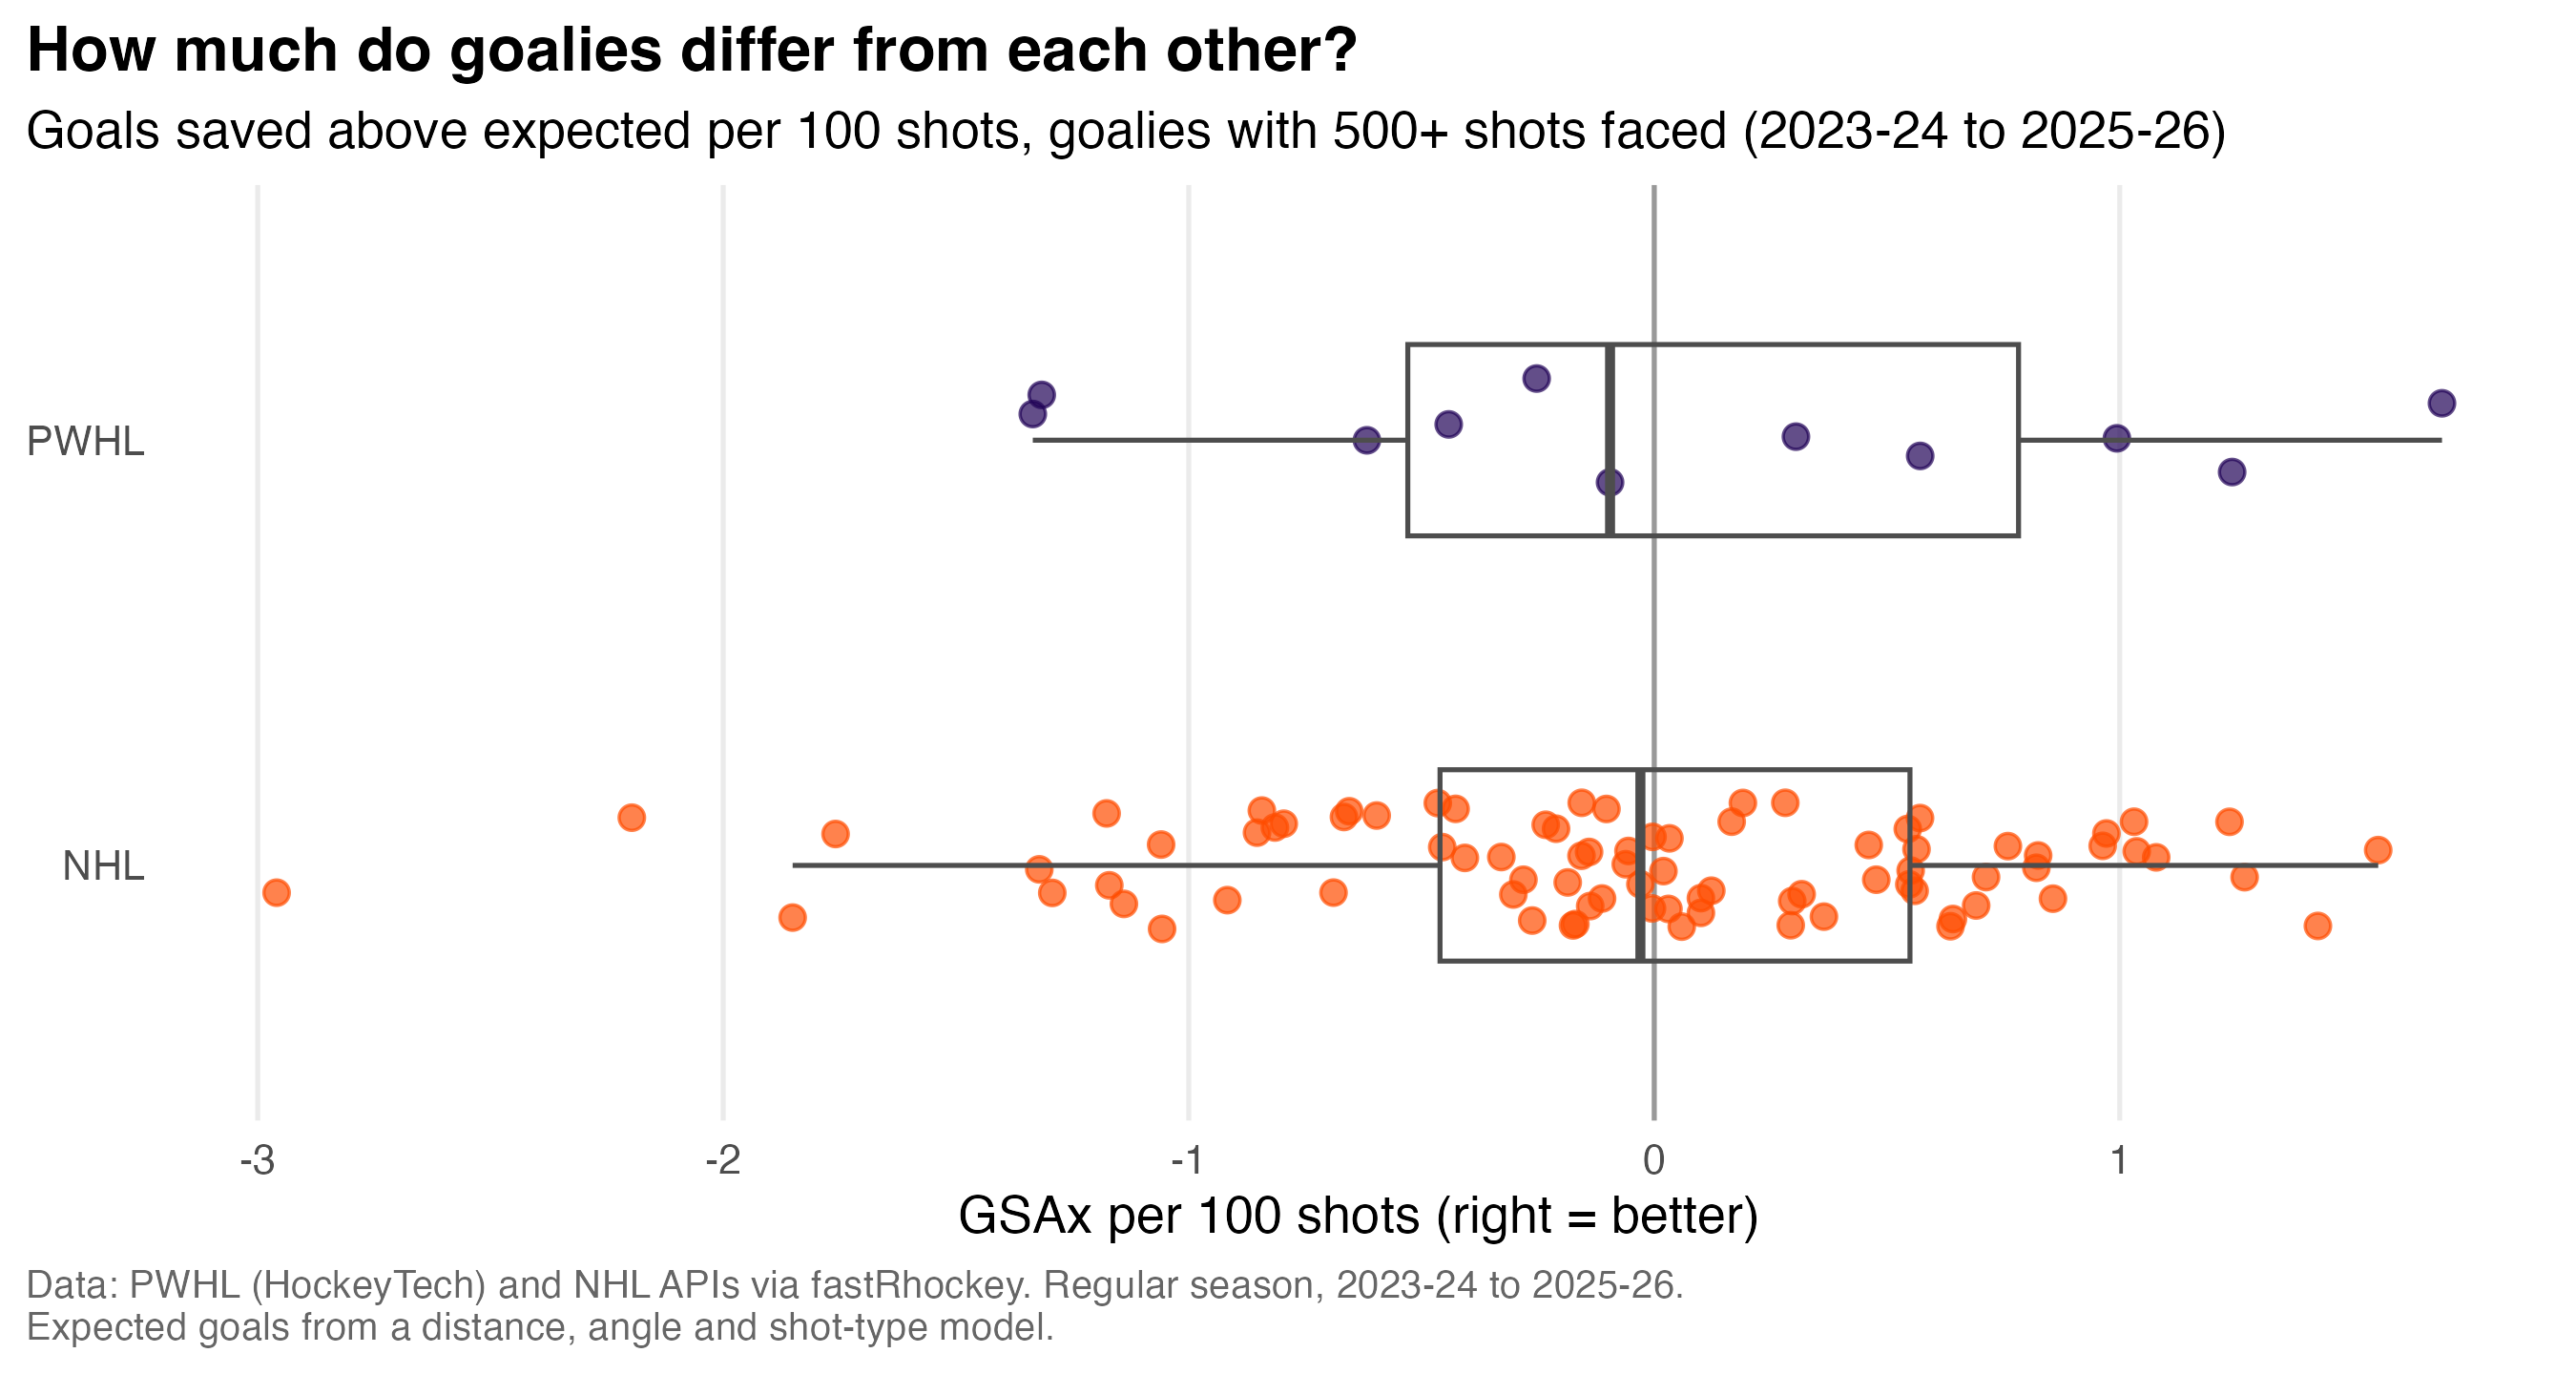 How much do goalies differ from each other?
Goals saved above expected per 100 shots, goalies with 500+ shots faced (2023-24 to 2025-26)
PWHL
NHL
-3 -2 -1 0 1
GSAx per 100 shots (right = better)
Data: PWHL (HockeyTech) and NHL APIs via fastRhockey. Regular season, 2023-24 to 2025-26.
Expected goals from a distance, angle and shot-type model.